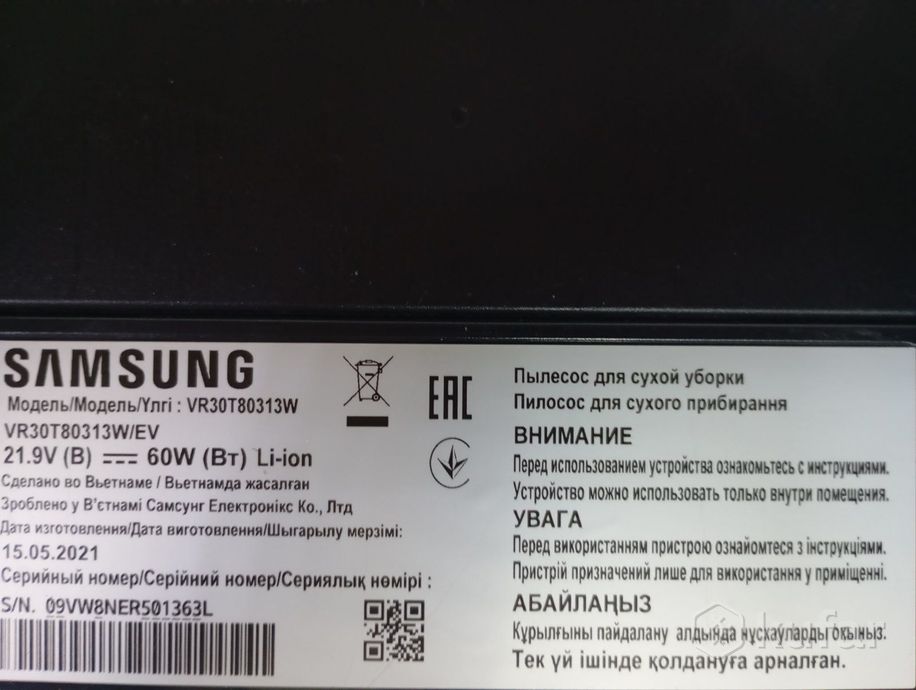 SAMSUNG
Модель/Модель/Үлгі : VR30T80313W
VR30T80313W/EV
21.9V (В) 60W (Вт) Li-ion
Сделано во Вьетнаме / Вьетнамда жасалған
Зроблено у В'єтнамі Самсунг Електронікс Ко., Лтд
Дата изготовления/Дата виготовлення/Шығарылу мерзімі:
15.05.2021
Серийный номер/Серійний номер/Сериялық нөмірі :
S/N. 09VW8NER501363L
EAC
Пылесос для сухой уборки
Пилосос для сухого прибирання
ВНИМАНИЕ
Перед использованием устройства ознакомьтесь с инструкциями.
Устройство можно использовать только внутри помещения.
УВАГА
Перед використанням пристрою ознайомтеся з інструкціями.
Пристрій призначений лише для використання у приміщенні.
АБАЙЛАҢЫЗ
Құрылғыны пайдалану алдында нұсқауларды оқыңыз.
Тек үй ішінде қолдануға арналған.
kufar